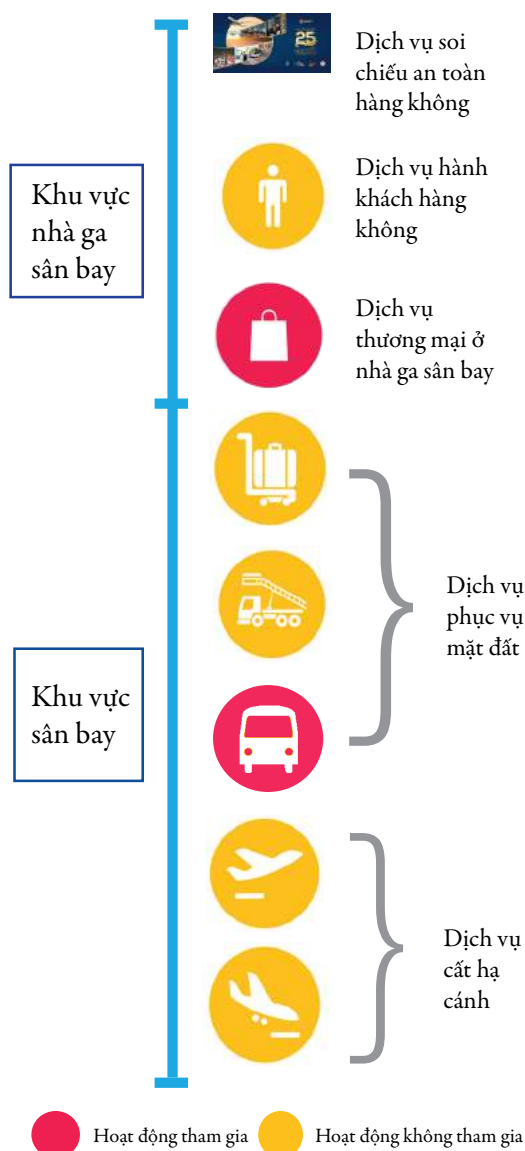 25
Dịch vụ soi
chiếu an toàn
hàng không
Khu vực
nhà ga
sân bay
Dịch vụ hành
khách hàng
không
Dịch vụ
thương mại ở
nhà ga sân bay
Dịch vụ
phục vụ
mặt đất
Khu vực
sân bay
Dịch vụ
cất hạ
cánh
Hoạt động tham gia
Hoạt động không tham gia